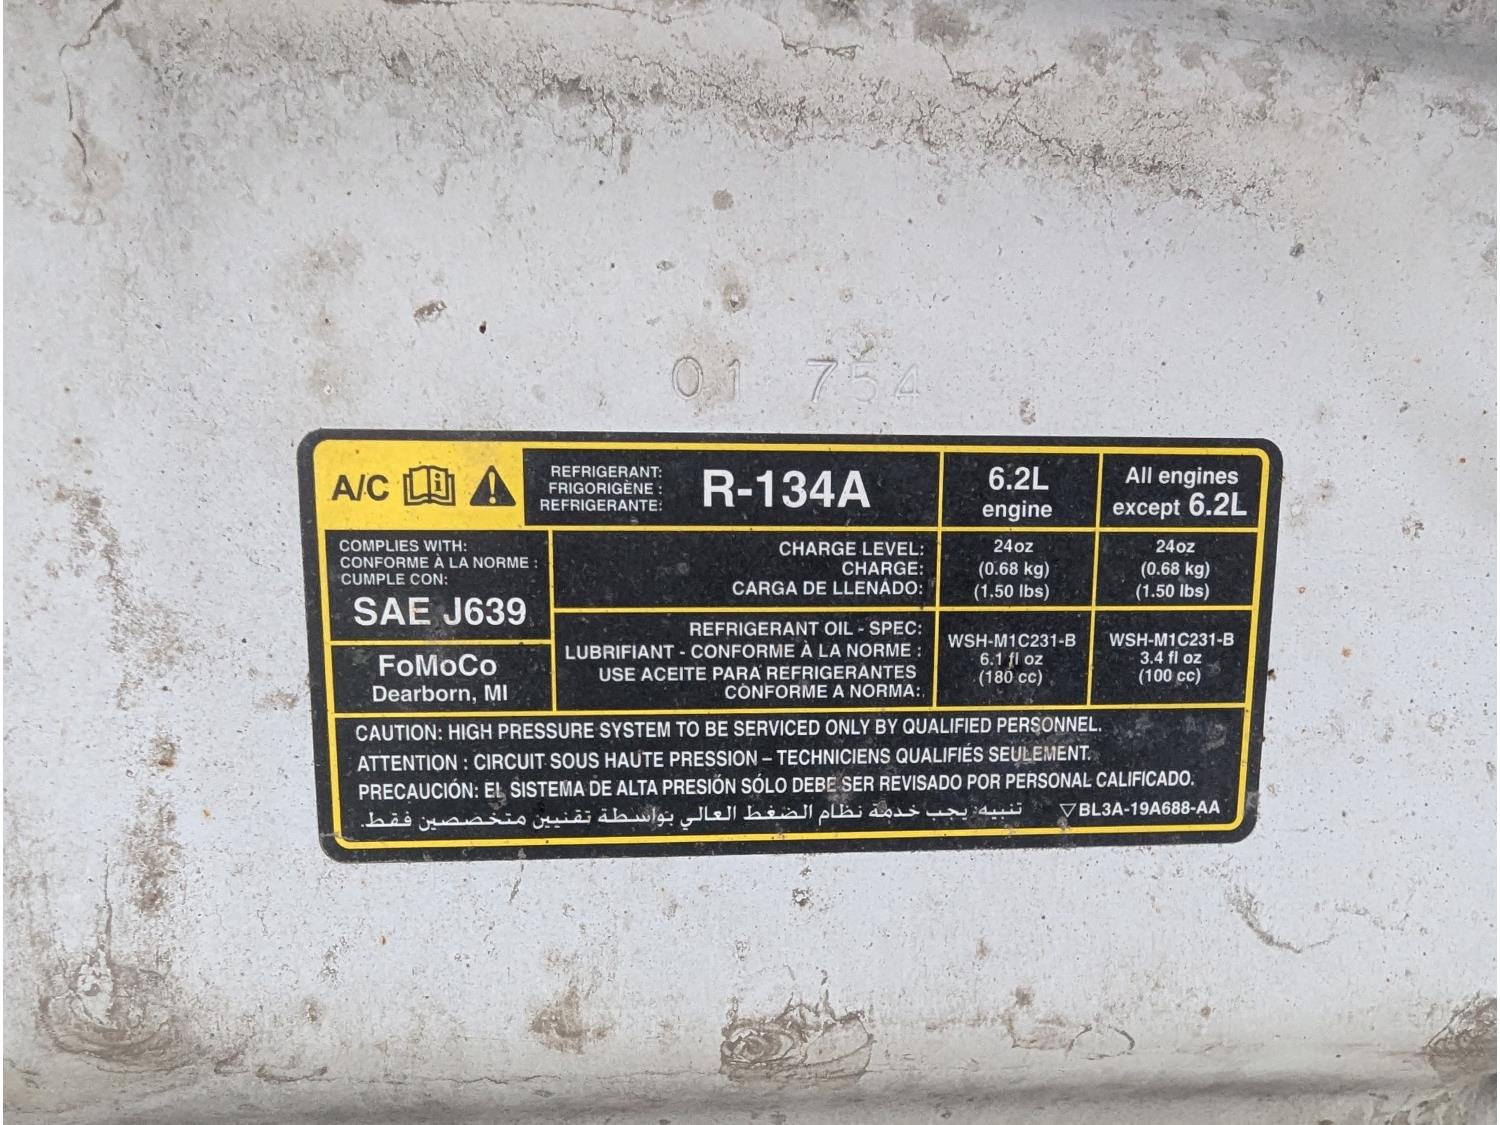 01 754
A/C
REFRIGERANT:
FRIGORIGÈNE :
REFRIGERANTE:
R-134A
6.2L
engine
All engines
except 6.2L
COMPLIES WITH:
CONFORME À LA NORME :
CUMPLE CON:
SAE J639
FoMoCo
Dearborn, MI
CHARGE LEVEL:
CHARGE:
CARGA DE LLENADO:
24oz
(0.68 kg)
(1.50 lbs)
24oz
(0.68 kg)
(1.50 lbs)
REFRIGERANT OIL - SPEC:
LUBRIFIANT - CONFORME À LA NORME :
USE ACEITE PARA REFRIGERANTES
CONFORME A NORMA:
WSH-M1C231-B
6.1 fl oz
(180 cc)
WSH-M1C231-B
3.4 fl oz
(100 cc)
CAUTION: HIGH PRESSURE SYSTEM TO BE SERVICED ONLY BY QUALIFIED PERSONNEL.
ATTENTION : CIRCUIT SOUS HAUTE PRESSION – TECHNICIENS QUALIFIÉS SEULEMENT.
PRECAUCIÓN: EL SISTEMA DE ALTA PRESIÓN SÓLO DEBE SER REVISADO POR PERSONAL CALIFICADO.
تنبيه: يجب خدمة نظام الضغط العالي بواسطة تقنيين متخصصين فقط.
▽BL3A-19A688-AA